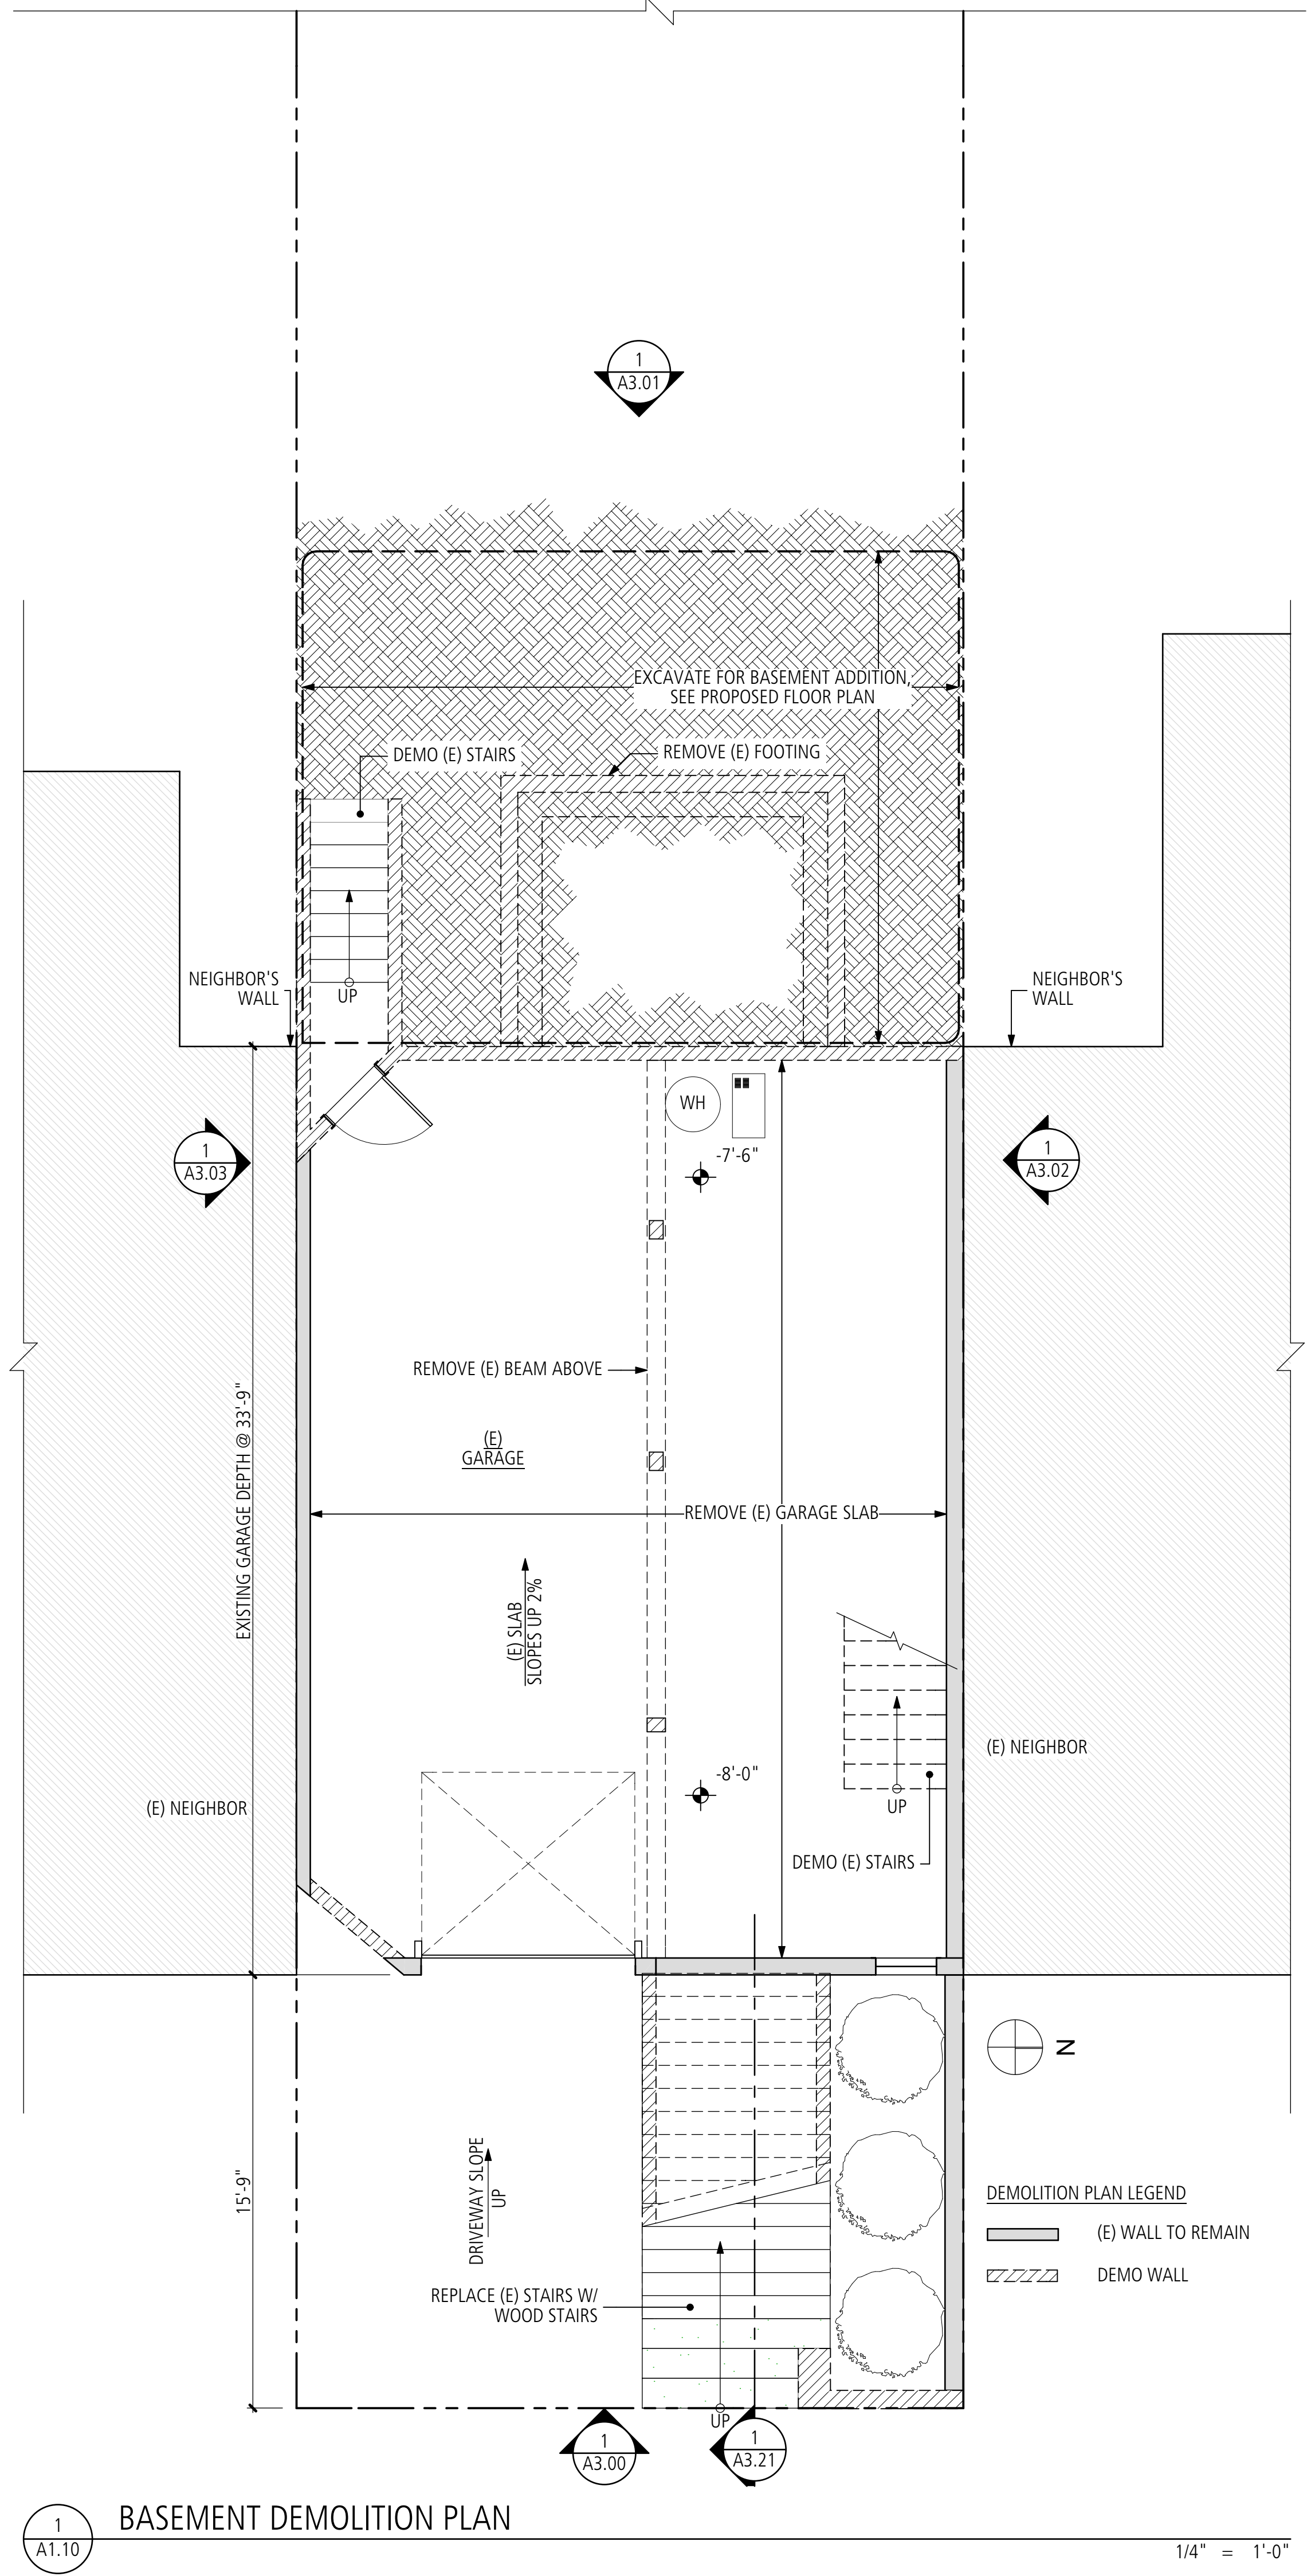 1
A3.01
EXCAVATE FOR BASEMENT ADDITION,
SEE PROPOSED FLOOR PLAN
DEMO (E) STAIRS
REMOVE (E) FOOTING
NEIGHBOR'S
WALL
UP
NEIGHBOR'S
WALL
WH
-7'-6"
1
A3.03
1
A3.02
REMOVE (E) BEAM ABOVE
(E)
GARAGE
EXISTING GARAGE DEPTH @ 33'-9"
REMOVE (E) GARAGE SLAB
(E) SLAB
SLOPES UP 2%
(E) NEIGHBOR
-8'-0"
(E) NEIGHBOR
UP
DEMO (E) STAIRS
N
15'-9"
DRIVEWAY SLOPE
UP
DEMOLITION PLAN LEGEND
(E) WALL TO REMAIN
DEMO WALL
REPLACE (E) STAIRS W/
WOOD STAIRS
UP
1
A3.00
1
A3.21
1
A1.10
BASEMENT DEMOLITION PLAN
1/4" = 1'-0"